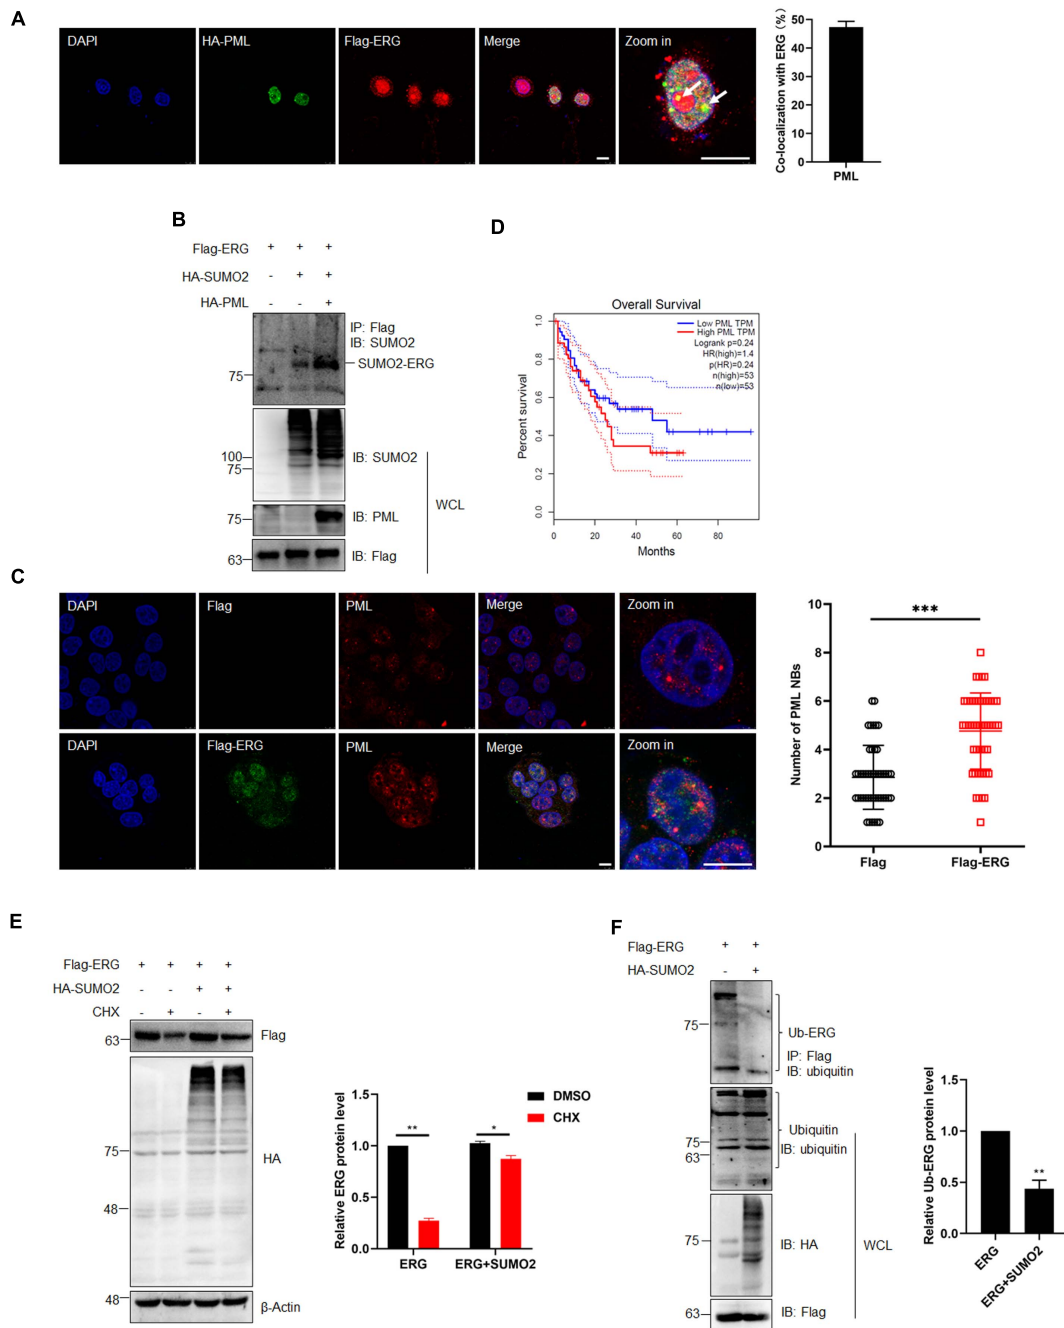 A
DAPI HA-PML Flag-ERG Merge Zoom in
Co-localization with ERG (%)
50
40
30
20
10
0
PML
B
Flag-ERG + + +
HA-SUMO2 - + +
HA-PML - - +
IP: Flag
IB: SUMO2
SUMO2-ERG
75
100
75
IB: SUMO2
75
IB: PML
63
IB: Flag
WCL
D
Overall Survival
Low PML TPM
High PML TPM
Logrank p=0.24
HR(high)=1.4
p(HR)=0.24
n(high)=53
n(low)=53
Percent survival
1.0
0.8
0.6
0.4
0.2
0.0
0 20 40 60 80
Months
C
DAPI Flag PML Merge Zoom in
DAPI Flag-ERG PML Merge Zoom in
Number of PML NBs
10
8
6
4
2
0
***
Flag Flag-ERG
E
Flag-ERG + + + +
HA-SUMO2 - - + +
CHX - + - +
63
Flag
75
48
HA
48
β-Actin
Relative ERG protein level
1.5
1.0
0.5
0.0
** *
DMSO
CHX
ERG ERG+SUMO2
F
Flag-ERG + +
HA-SUMO2 - +
75
Ub-ERG
IP: Flag
IB: ubiquitin
75
63
Ubiquitin
IB: ubiquitin
75
IB: HA
63
IB: Flag
WCL
Relative Ub-ERG protein level
1.5
1.0
0.5
0.0
**
ERG
ERG+SUMO2